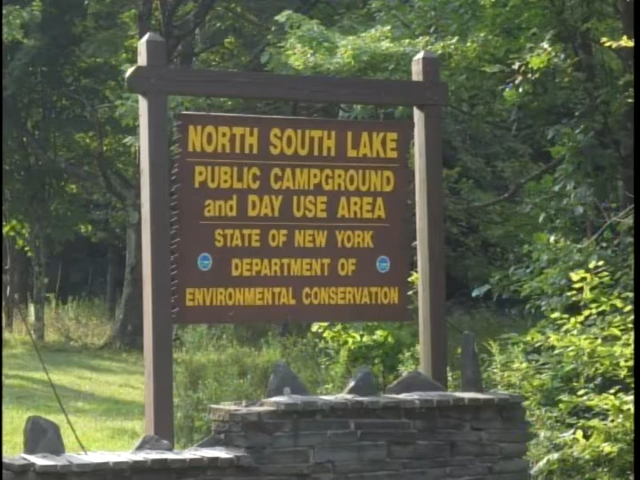 NORTH SOUTH LAKE
PUBLIC CAMPGROUND
and DAY USE AREA
STATE OF NEW YORK
DEPARTMENT OF
ENVIRONMENTAL CONSERVATION